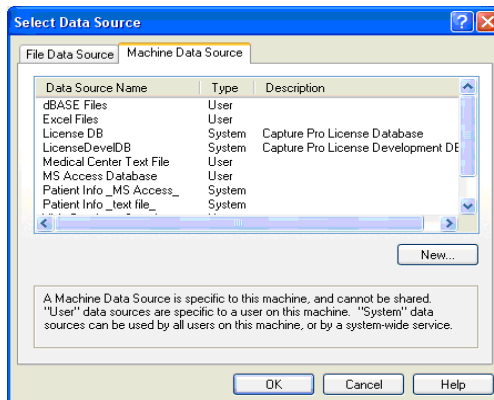 Select Data Source
File Data Source Machine Data Source
Data Source Name Type Description
dBASE Files User
Excel Files User
License DB System Capture Pro License Database
LicenseDevelDB System Capture Pro License Development DE
Medical Center Text File User
MS Access Database User
Patient Info _MS Access_ System
Patient Info _text file_ System
New...
A Machine Data Source is specific to this machine, and cannot be shared.
"User" data sources are specific to a user on this machine. "System" data
sources can be used by all users on this machine, or by a system-wide service.
OK Cancel Help